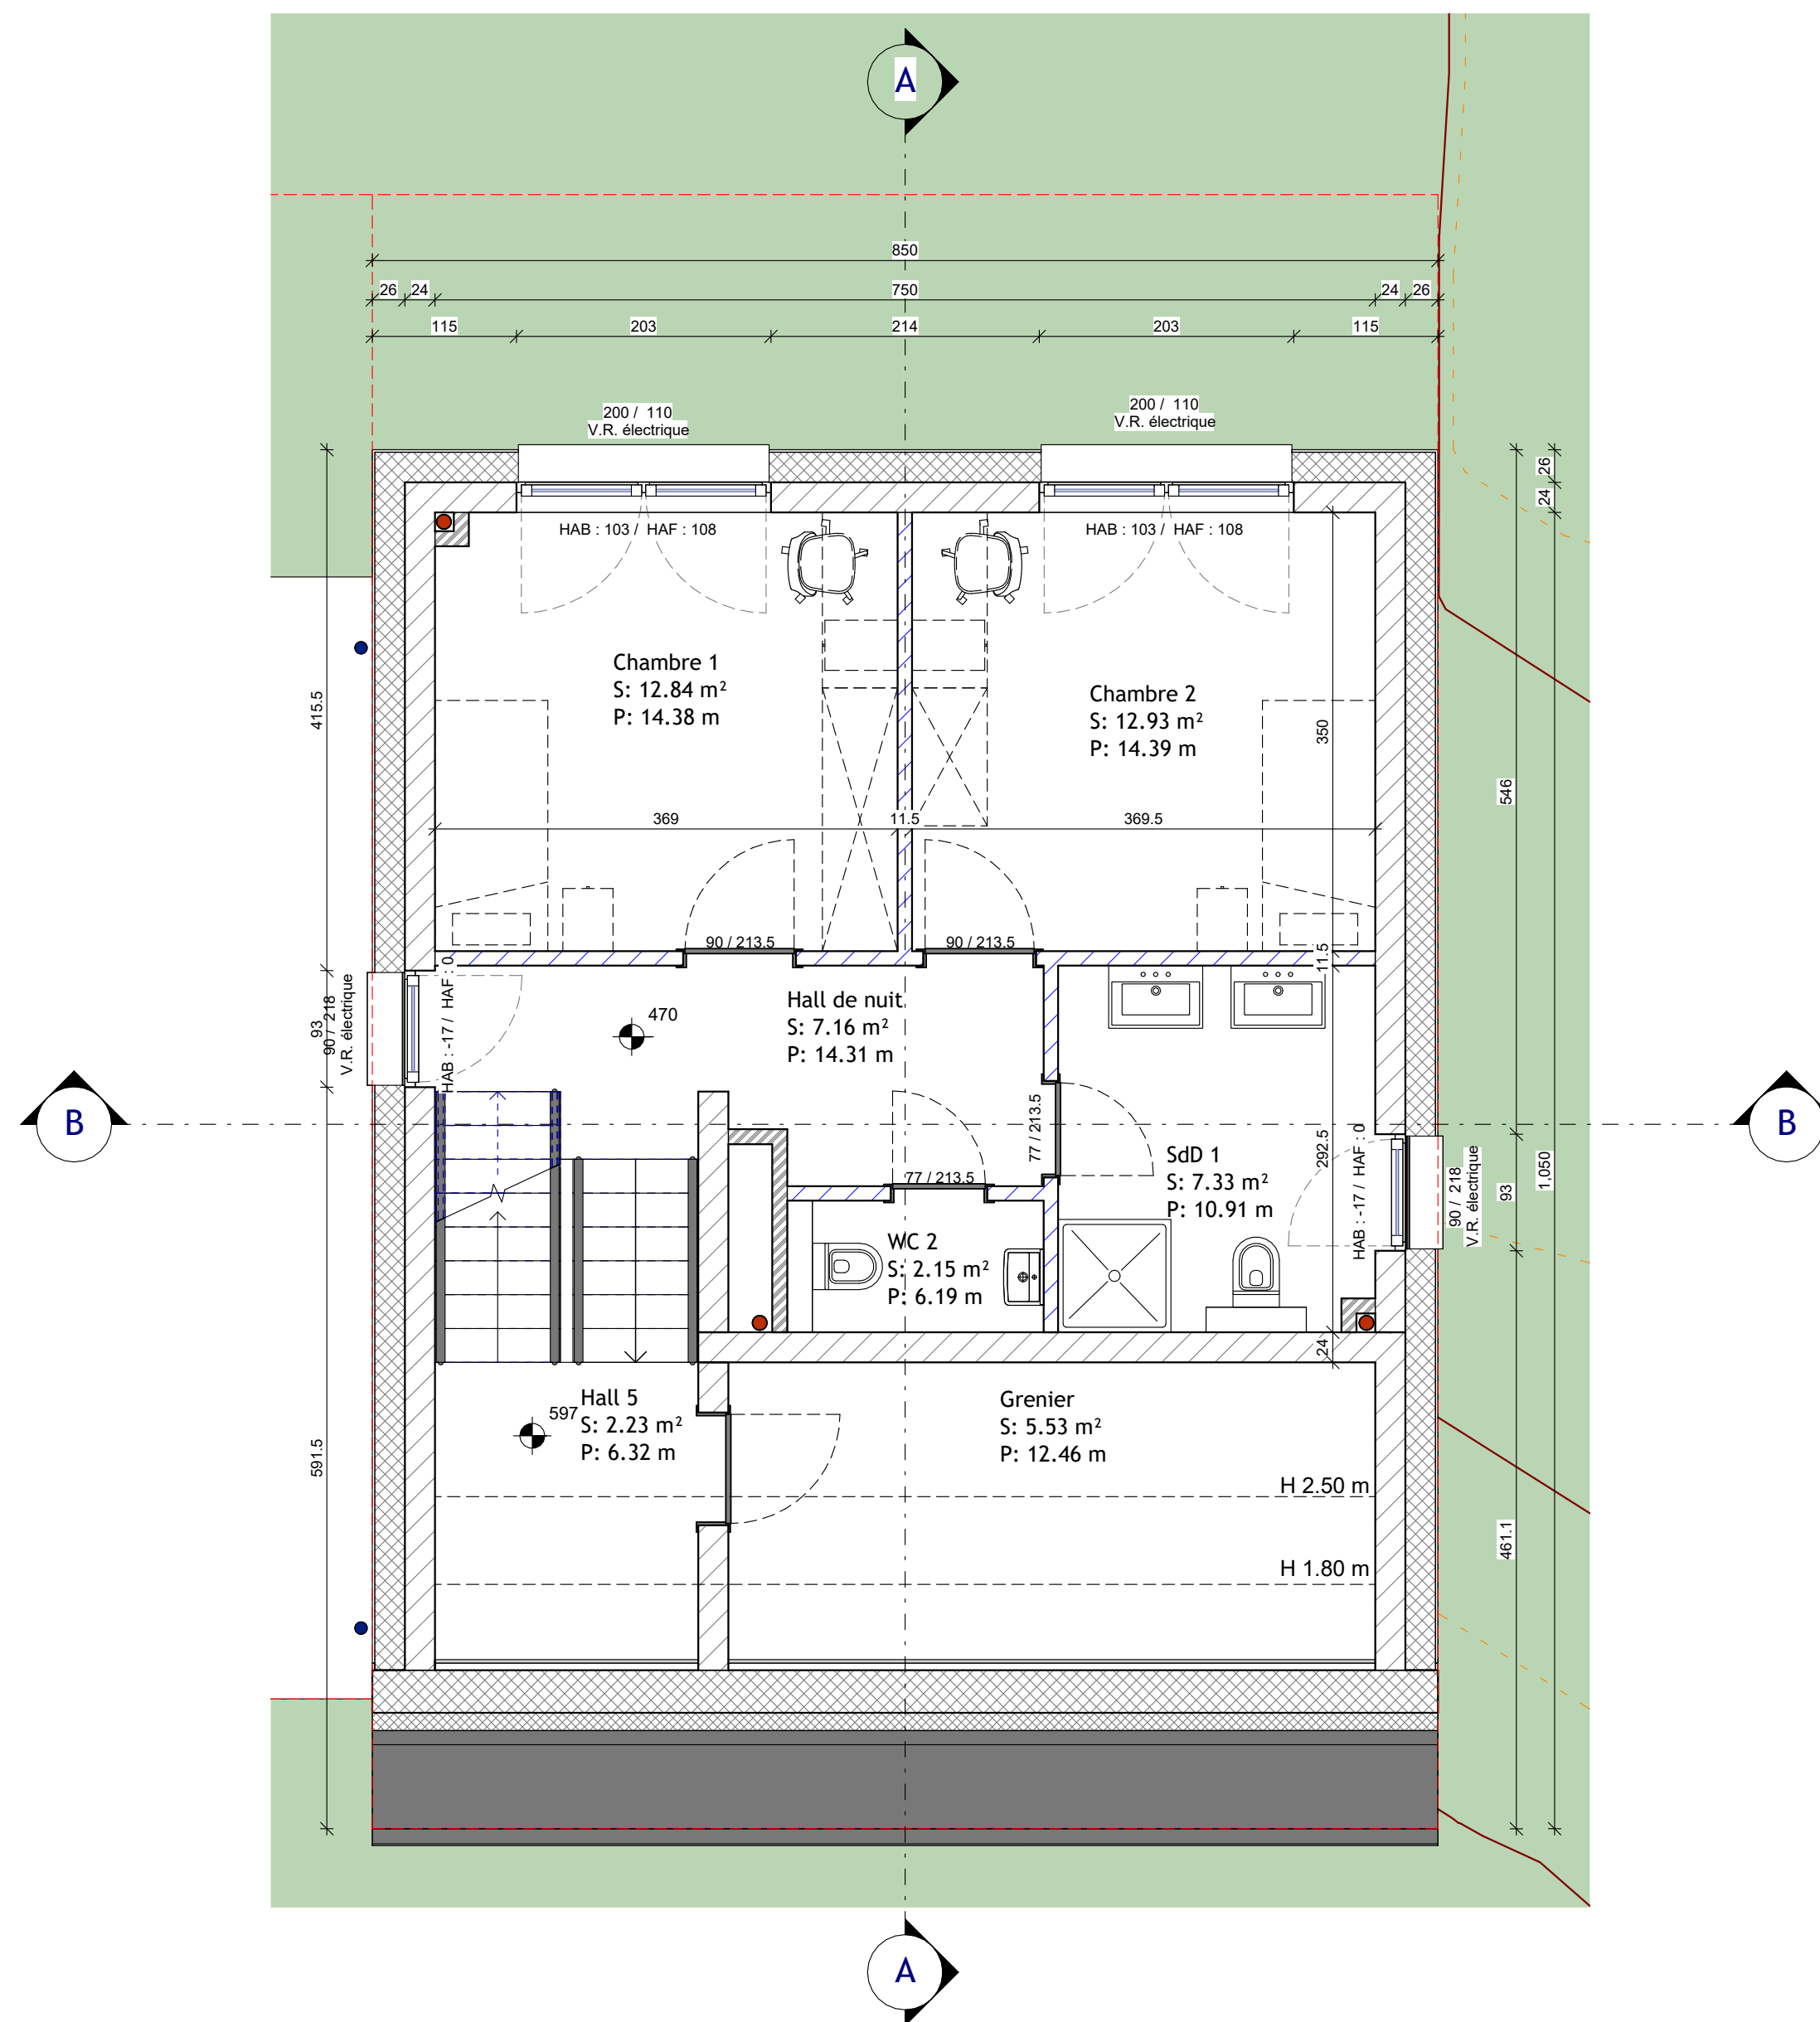 A
850
26
24
750
24
26
115
203
214
203
115
200 / 110
V.R. électrique
200 / 110
V.R. électrique
26
24
HAB : 103 / HAF : 108
HAB : 103 / HAF : 108
Chambre 1
S: 12.84 m²
P: 14.38 m
Chambre 2
S: 12.93 m²
P: 14.39 m
415.5
350
546
369
11.5
369.5
90 / 213.5
90 / 213.5
11.5
93
90 / 218
V.R. électrique
HAB : -17 / HAF : 0
470
Hall de nuit
S: 7.16 m²
P: 14.31 m
B
B
77 / 213.5
77 / 213.5
292.5
HAB : -17 / HAF : 0
SdD 1
S: 7.33 m²
P: 10.91 m
90 / 218
V.R. électrique
93
1,050
WC 2
S: 2.15 m²
P: 6.19 m
24
597
Hall 5
S: 2.23 m²
P: 6.32 m
Grenier
S: 5.53 m²
P: 12.46 m
591.5
H 2.50 m
461.1
H 1.80 m
A